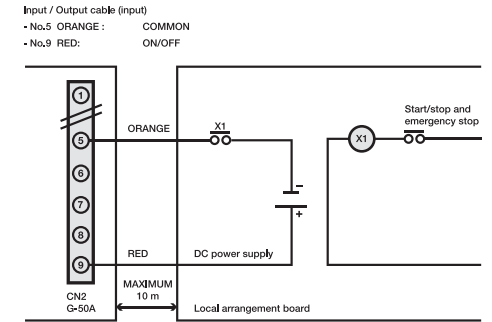 Input / Output cable (input)
- No.5 ORANGE : COMMON
- No.9 RED: ON/OFF
1
Start/stop and
emergency stop
ORANGE
X1
X1
5
6
-
7
+
8
RED
DC power supply
9
MAXIMUM
10 m
CN2
G-50A
Local arrangement board